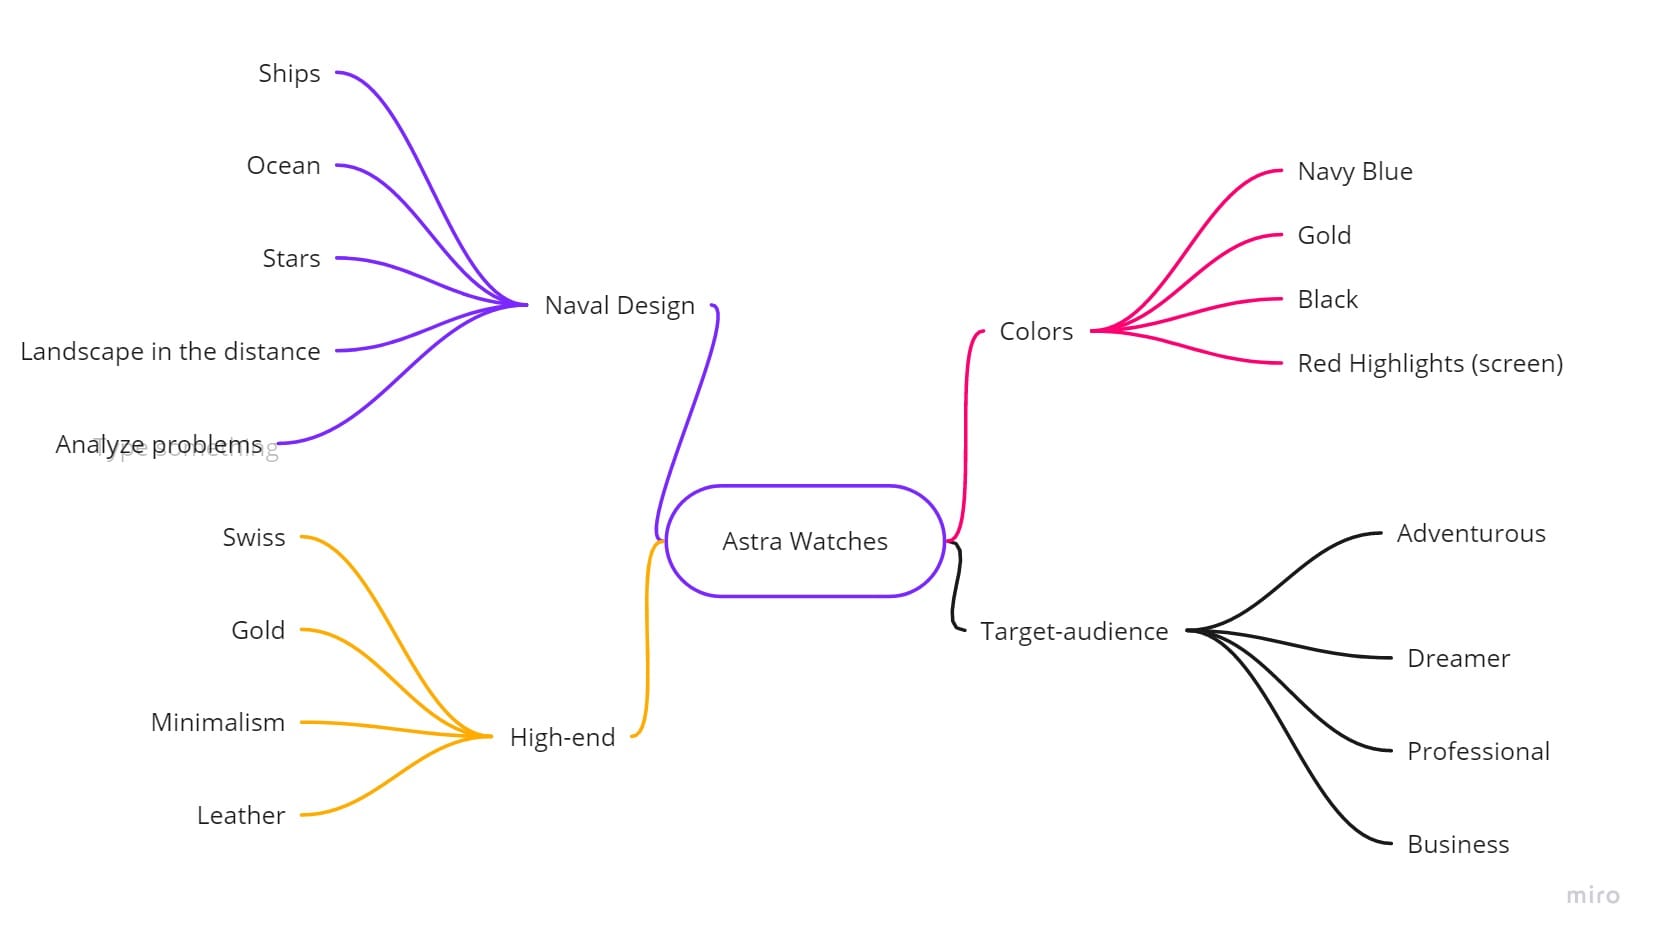 Ships
Ocean
Stars
Landscape in the distance
Analyze problems
Type something
Naval Design
Swiss
Gold
Minimalism
Leather
High-end
Astra Watches
Colors
Navy Blue
Gold
Black
Red Highlights (screen)
Target-audience
Adventurous
Dreamer
Professional
Business
miro